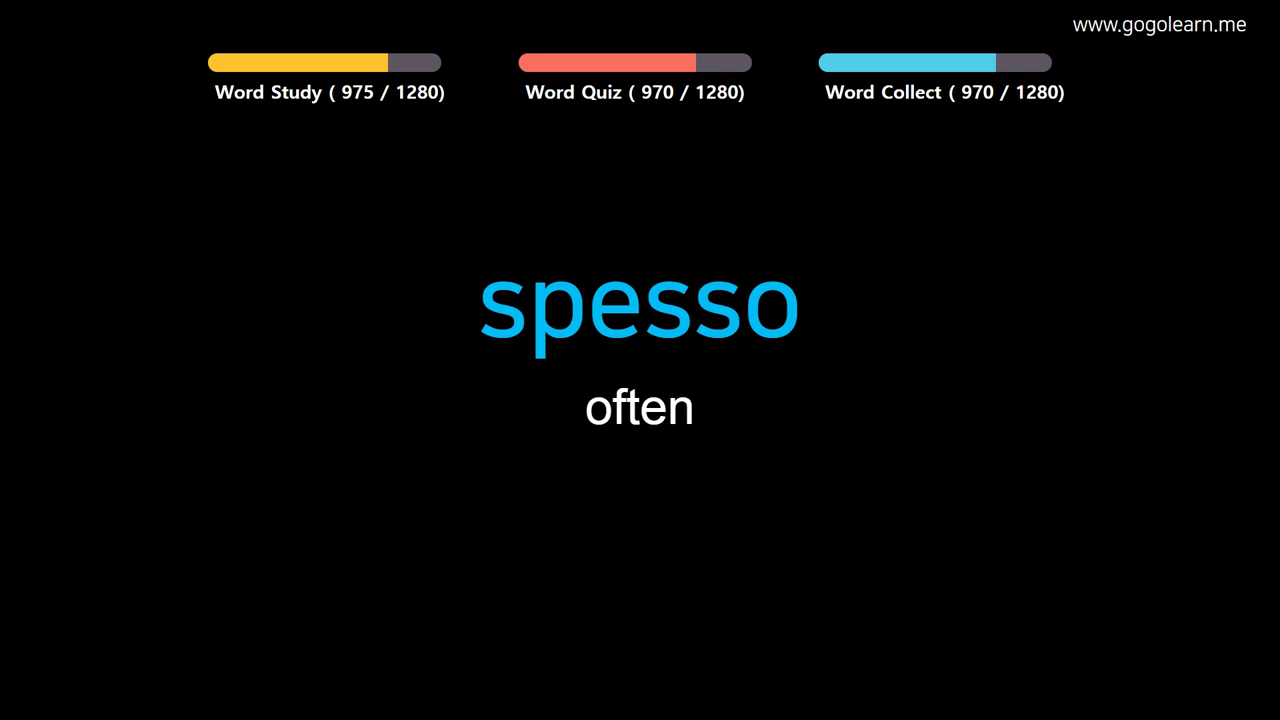 www.gogolearn.me
Word Study ( 975 / 1280)
Word Quiz ( 970 / 1280)
Word Collect ( 970 / 1280)
spesso
often